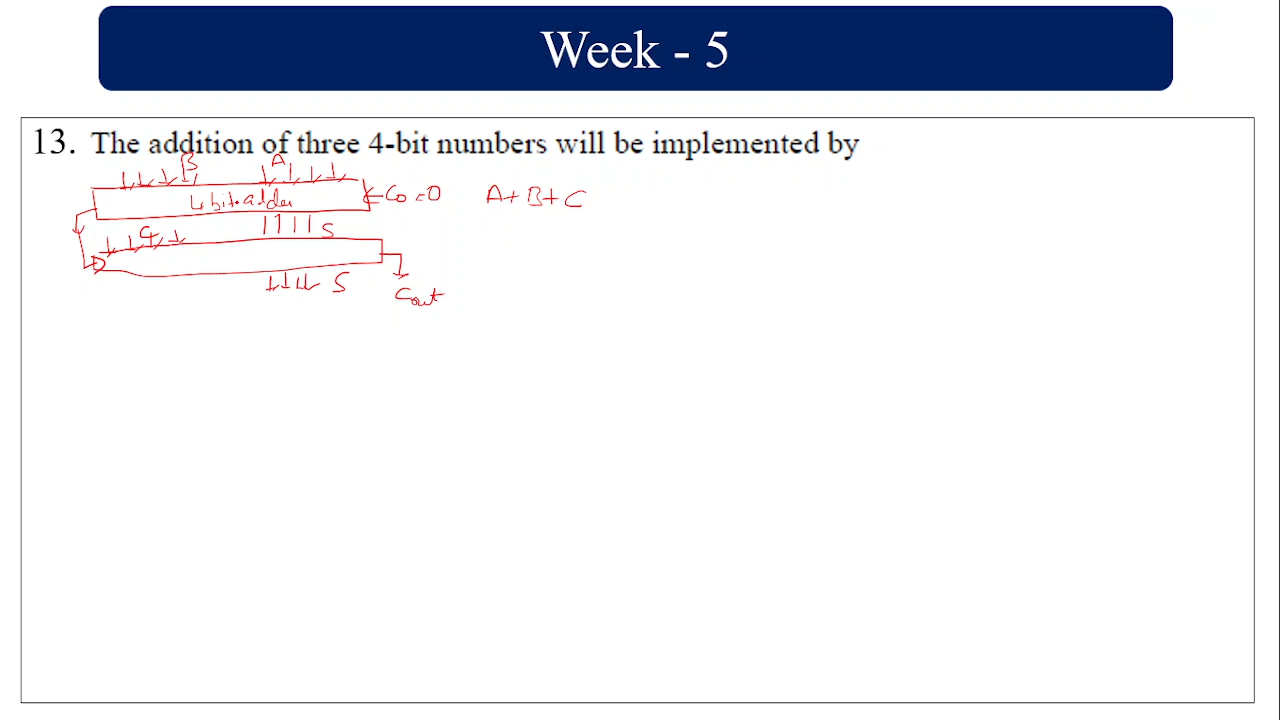 Week - 5
13. The addition of three 4-bit numbers will be implemented by
B A
4 bit adder C0 = 0 A + B + C
C S
S
Cout